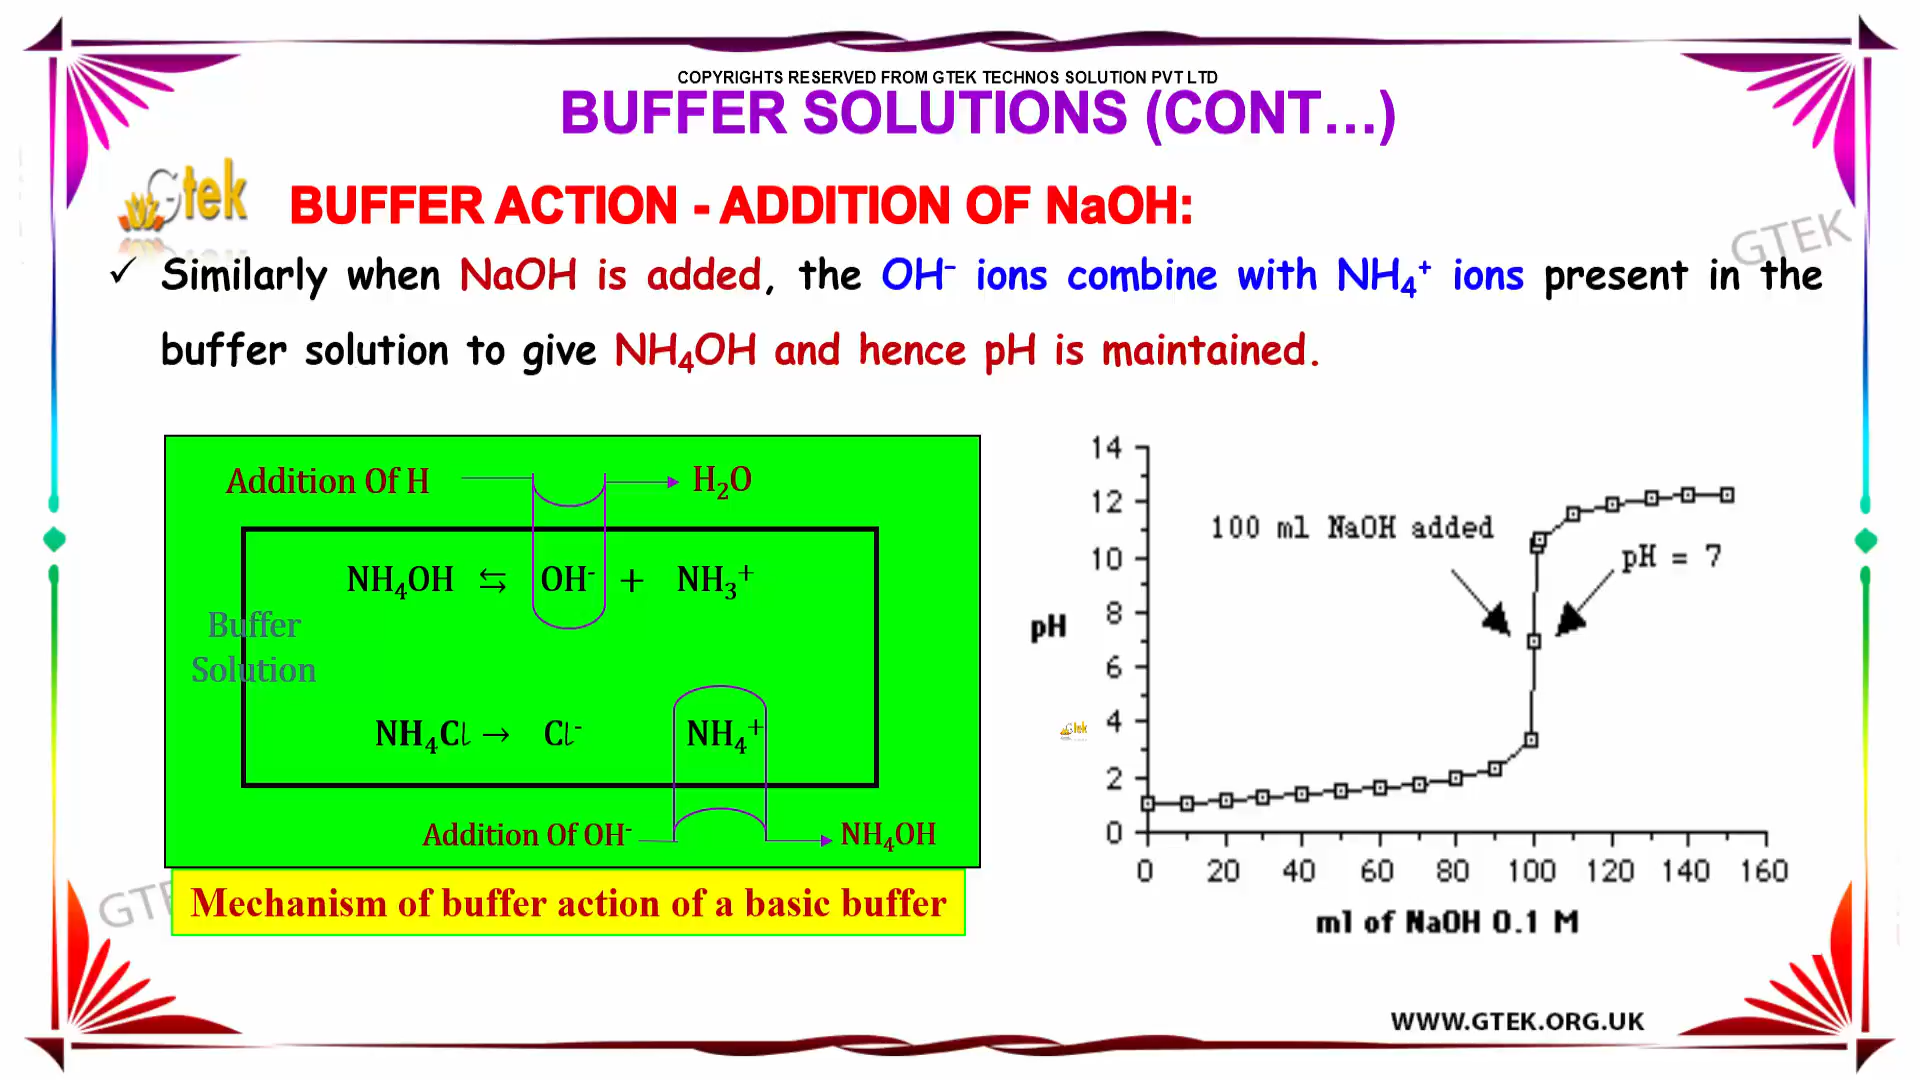 COPYRIGHTS RESERVED FROM GTEK TECHNOS SOLUTION PVT LTD
BUFFER SOLUTIONS (CONT...)
Gtek
BUFFER ACTION - ADDITION OF NaOH:
GTEK
✓ Similarly when NaOH is added, the OH⁻ ions combine with NH₄⁺ ions present in the
buffer solution to give NH₄OH and hence pH is maintained.
Addition Of H → H₂O
NH₄OH ⇆ OH⁻ + NH₃⁺
Buffer
Solution
NH₄Cl → Cl⁻ NH₄⁺
Addition Of OH⁻ → NH₄OH
Mechanism of buffer action of a basic buffer
GTE
14
12
10
8
6
4
2
0
pH
100 ml NaOH added
pH = 7
Gtek
0 20 40 60 80 100 120 140 160
ml of NaOH 0.1 M
WWW.GTEK.ORG.UK